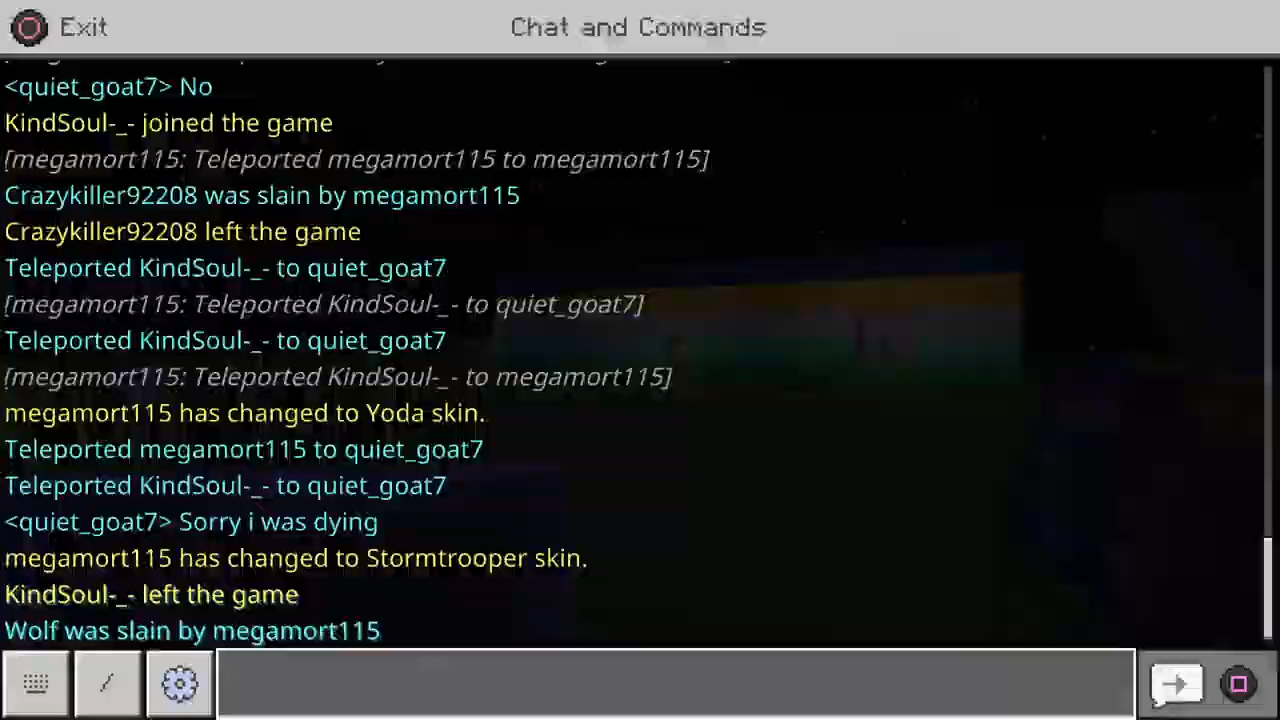 Exit
Chat and Commands
<quiet_goat7> No
KindSoul-_- joined the game
[megamort115: Teleported megamort115 to megamort115]
Crazykiller92208 was slain by megamort115
Crazykiller92208 left the game
Teleported KindSoul-_- to quiet_goat7
[megamort115: Teleported KindSoul-_- to quiet_goat7]
Teleported KindSoul-_- to quiet_goat7
[megamort115: Teleported KindSoul-_- to megamort115]
megamort115 has changed to Yoda skin.
Teleported megamort115 to quiet_goat7
Teleported KindSoul-_- to quiet_goat7
<quiet_goat7> Sorry i was dying
megamort115 has changed to Stormtrooper skin.
KindSoul-_- left the game
Wolf was slain by megamort115
/